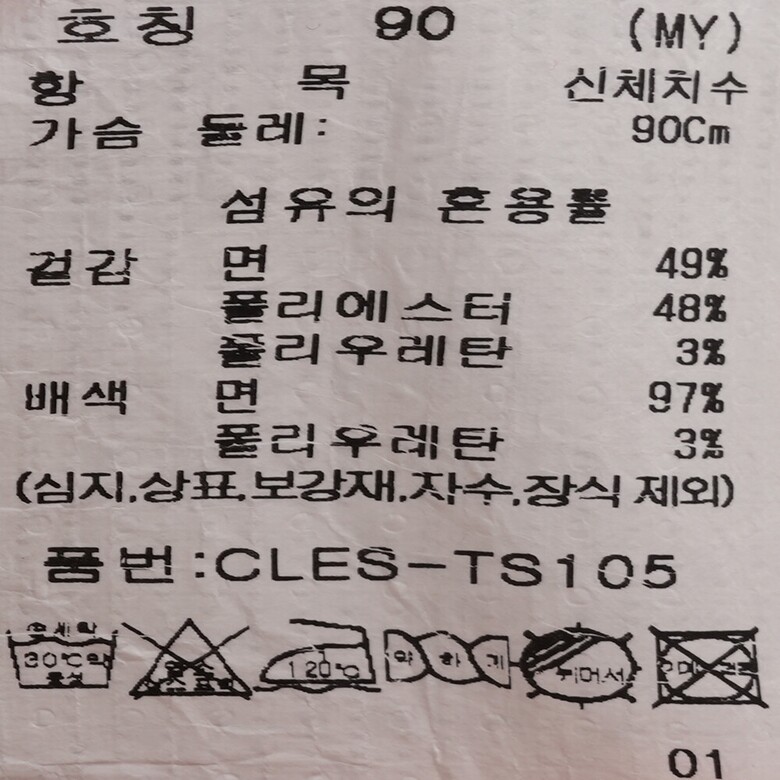 호칭 90 (MY)
항 목 신체치수
가슴 둘레: 90Cm
섬유의 혼용률
겉감 면 49%
폴리에스터 48%
폴리우레탄 3%
배색 면 97%
폴리우레탄 3%
(심지,상표,보강재,자수,장식 제외)
품번:CLES-TS105
30℃ 120℃ 약하게 뉘어서
01